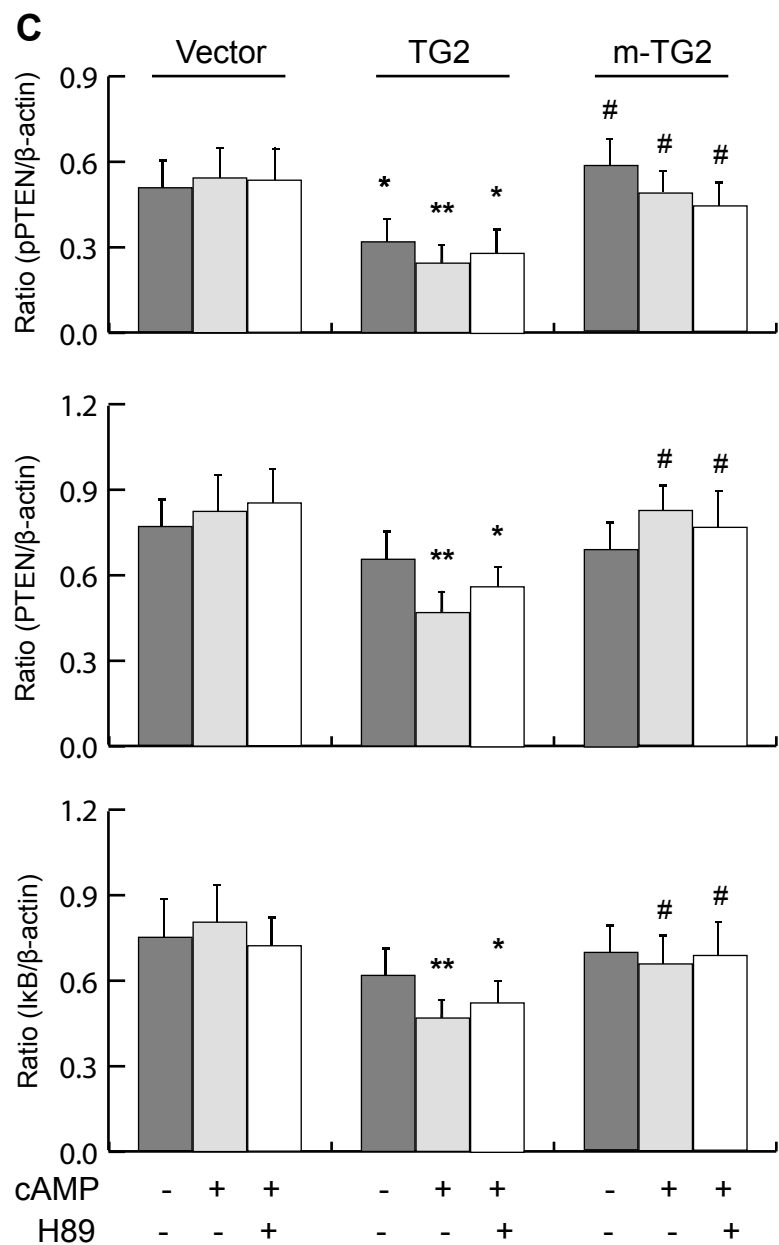 C
Vector TG2 m-TG2
Ratio (pPTEN/β-actin)
0.9
0.6
0.3
0.0
# # #
* ** *
Ratio (PTEN/β-actin)
1.2
0.9
0.6
0.3
0.0
# #
** *
Ratio (IκB/β-actin)
1.2
0.9
0.6
0.3
0.0
# #
** *
cAMP - + + - + + - + +
H89 - - + - - + - - +